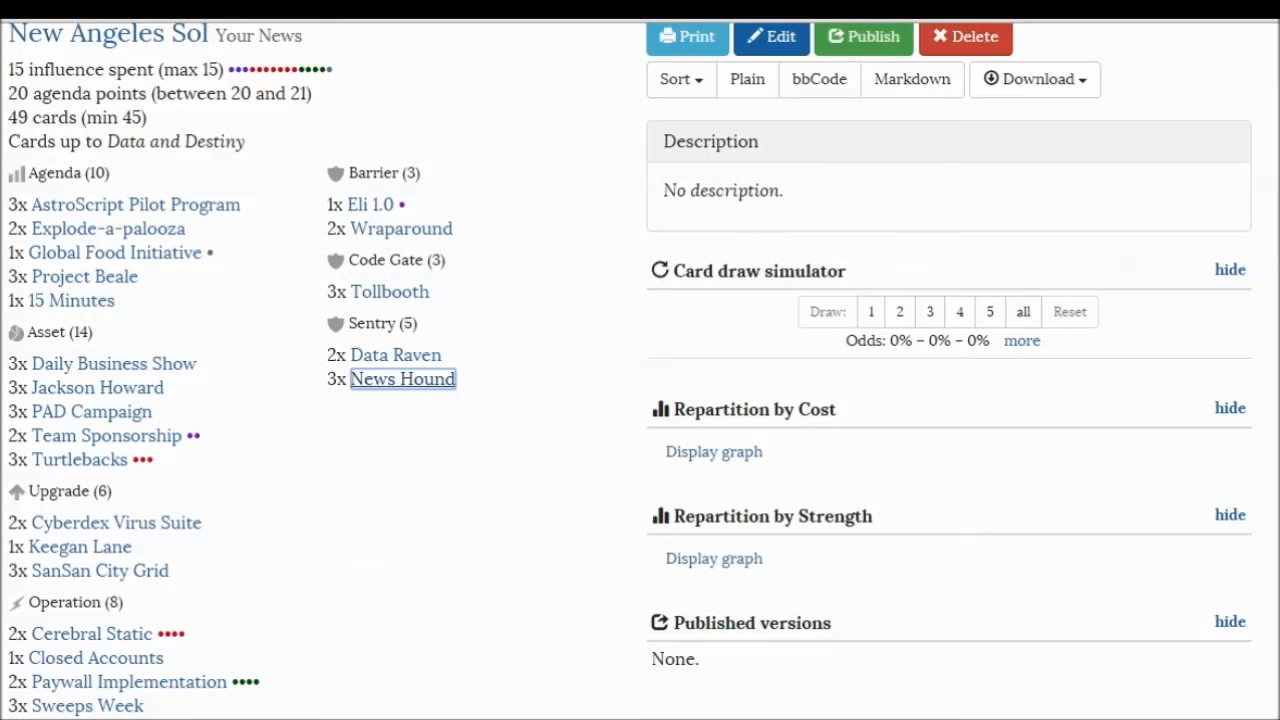 New Angeles Sol Your News
15 influence spent (max 15)
20 agenda points (between 20 and 21)
49 cards (min 45)
Cards up to Data and Destiny
Agenda (10)
3x AstroScript Pilot Program
2x Explode-a-palooza
1x Global Food Initiative
3x Project Beale
1x 15 Minutes
Asset (14)
3x Daily Business Show
3x Jackson Howard
3x PAD Campaign
2x Team Sponsorship
3x Turtlebacks
Upgrade (6)
2x Cyberdex Virus Suite
1x Keegan Lane
3x SanSan City Grid
Operation (8)
2x Cerebral Static
1x Closed Accounts
2x Paywall Implementation
3x Sweeps Week
Barrier (3)
1x Eli 1.0
2x Wraparound
Code Gate (3)
3x Tollbooth
Sentry (5)
2x Data Raven
3x News Hound
Print Edit Publish Delete
Sort Plain bbCode Markdown Download
Description
No description.
Card draw simulator hide
Draw: 1 2 3 4 5 all Reset
Odds: 0% – 0% – 0% more
Repartition by Cost hide
Display graph
Repartition by Strength hide
Display graph
Published versions hide
None.